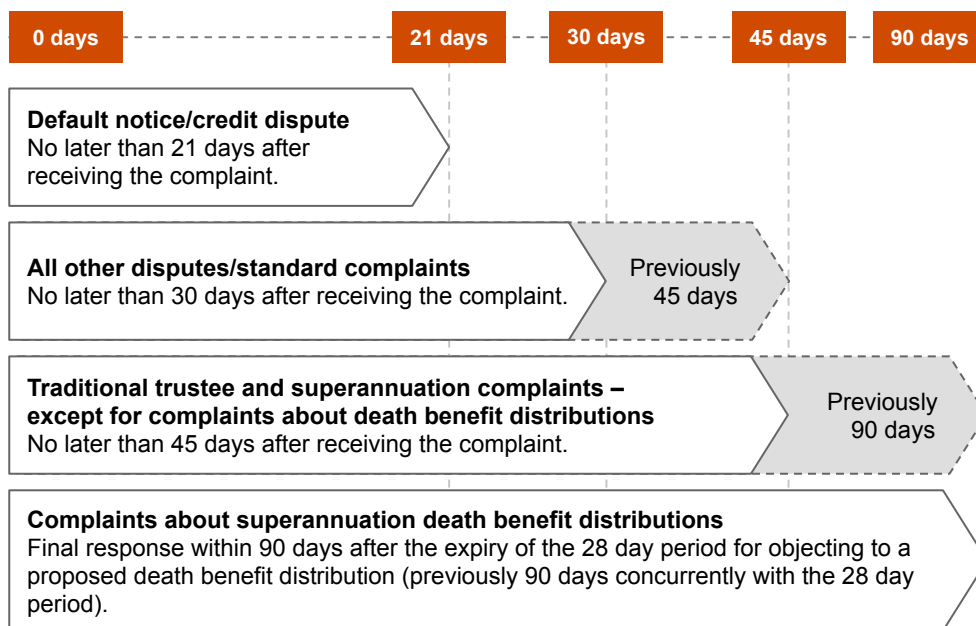 0 days
21 days
30 days
45 days
90 days
Default notice/credit dispute
No later than 21 days after
receiving the complaint.
All other disputes/standard complaints
No later than 30 days after receiving the complaint.
Previously
45 days
Traditional trustee and superannuation complaints –
except for complaints about death benefit distributions
No later than 45 days after receiving the complaint.
Previously
90 days
Complaints about superannuation death benefit distributions
Final response within 90 days after the expiry of the 28 day period for objecting to a
proposed death benefit distribution (previously 90 days concurrently with the 28 day
period).